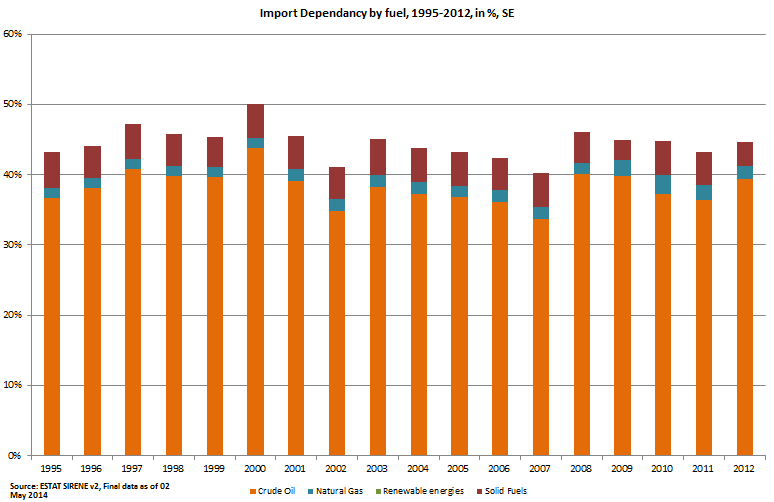 Import Dependancy by fuel, 1995-2012, in %, SE
60%
50%
40%
30%
20%
10%
0%
1995 1996 1997 1998 1999 2000 2001 2002 2003 2004 2005 2006 2007 2008 2009 2010 2011 2012
Source: ESTAT SIRENE v2, Final data as of 02
May 2014
Crude Oil Natural Gas Renewable energies Solid Fuels